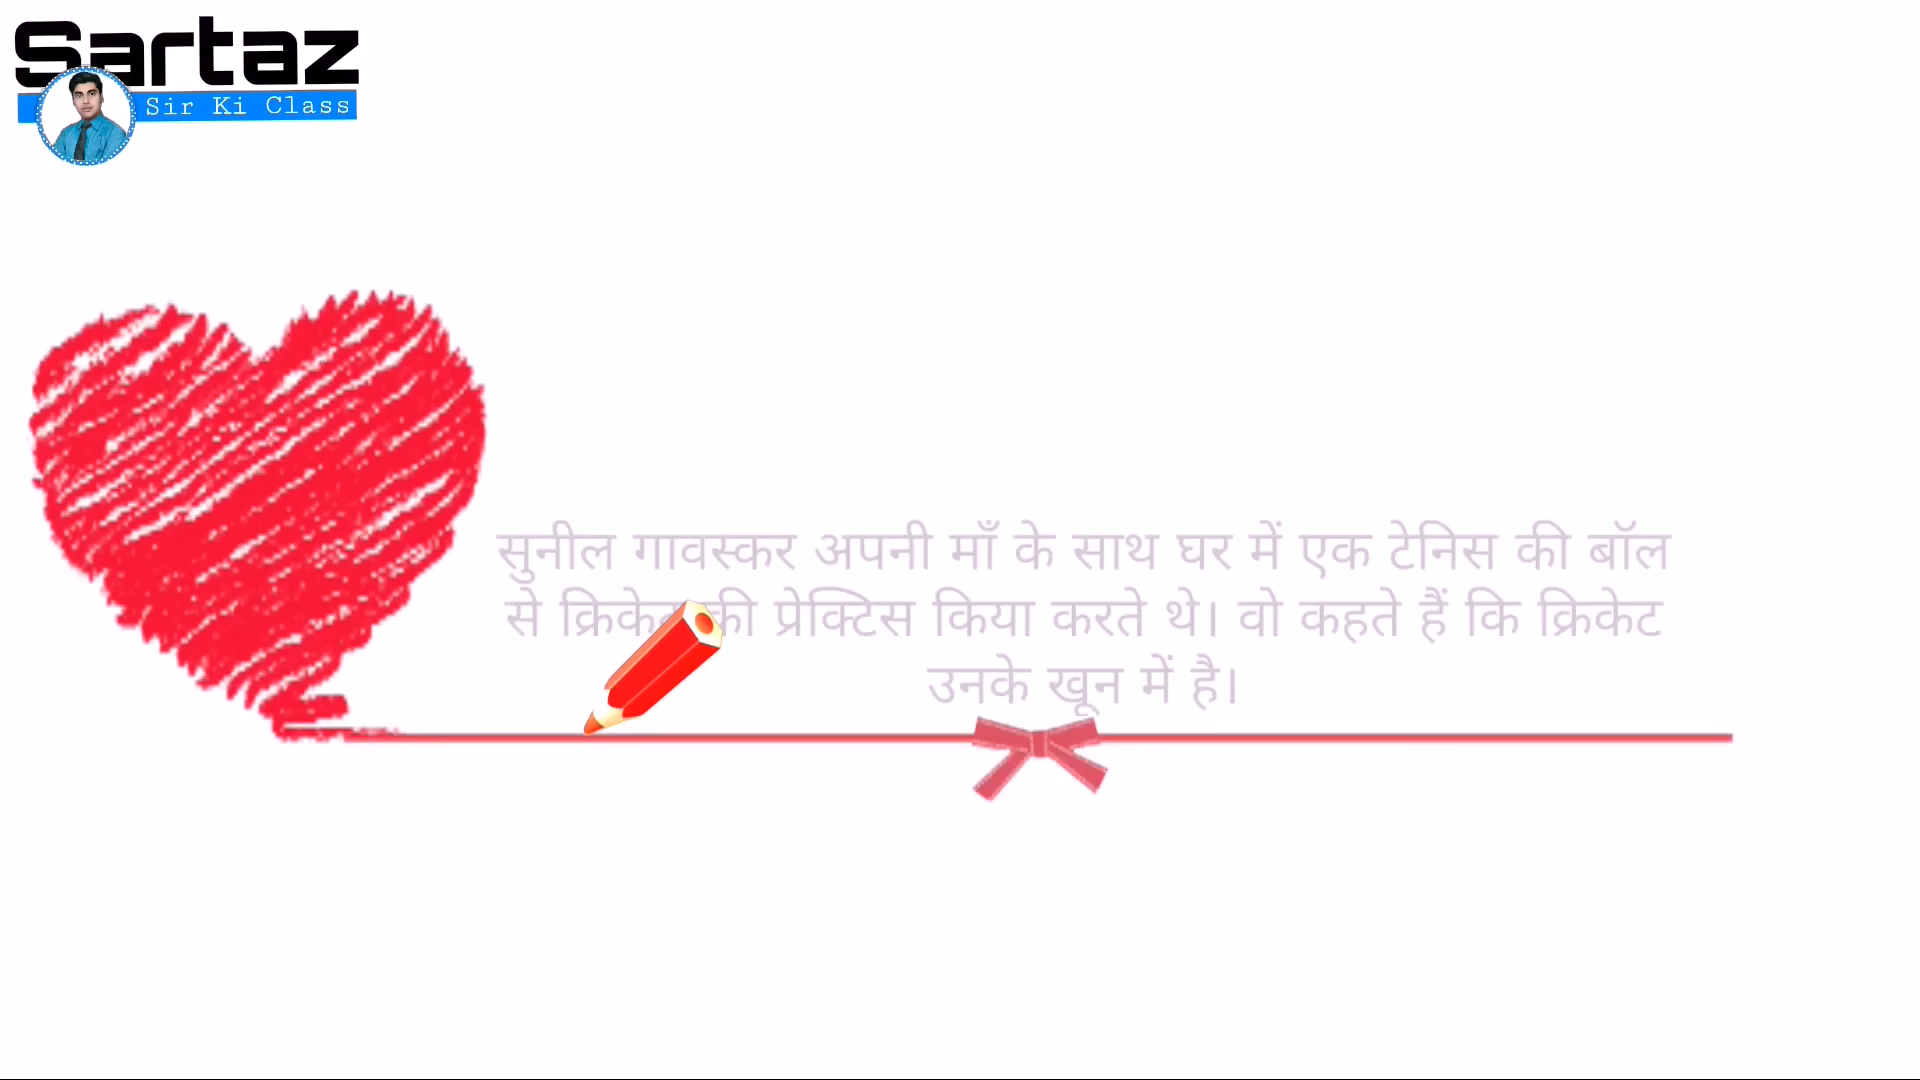 Sartaz
Sir Ki Class
सुनील गावस्कर अपनी माँ के साथ घर में एक टेनिस की बॉल
से क्रिकेट की प्रेक्टिस किया करते थे। वो कहते हैं कि क्रिकेट
उनके खून में है।